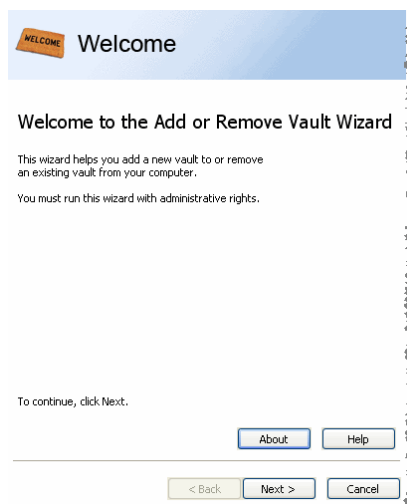 WELCOME
Welcome
Welcome to the Add or Remove Vault Wizard
This wizard helps you add a new vault to or remove
an existing vault from your computer.
You must run this wizard with administrative rights.
To continue, click Next.
About
Help
< Back
Next >
Cancel